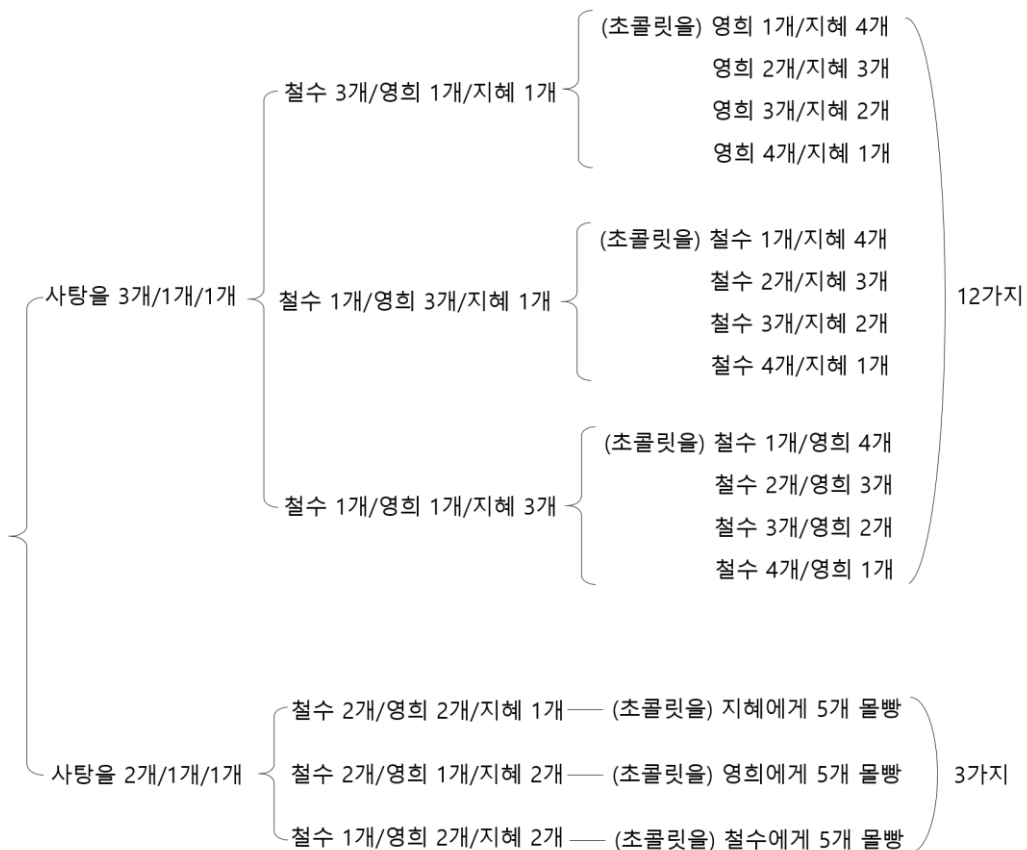 사탕을 3개/1개/1개
철수 3개/영희 1개/지혜 1개
(초콜릿을) 영희 1개/지혜 4개
영희 2개/지혜 3개
영희 3개/지혜 2개
영희 4개/지혜 1개
철수 1개/영희 3개/지혜 1개
(초콜릿을) 철수 1개/지혜 4개
철수 2개/지혜 3개
철수 3개/지혜 2개
철수 4개/지혜 1개
철수 1개/영희 1개/지혜 3개
(초콜릿을) 철수 1개/영희 4개
철수 2개/영희 3개
철수 3개/영희 2개
철수 4개/영희 1개
12가지
사탕을 2개/1개/1개
철수 2개/영희 2개/지혜 1개
(초콜릿을) 지혜에게 5개 몰빵
철수 2개/영희 1개/지혜 2개
(초콜릿을) 영희에게 5개 몰빵
철수 1개/영희 2개/지혜 2개
(초콜릿을) 철수에게 5개 몰빵
3가지